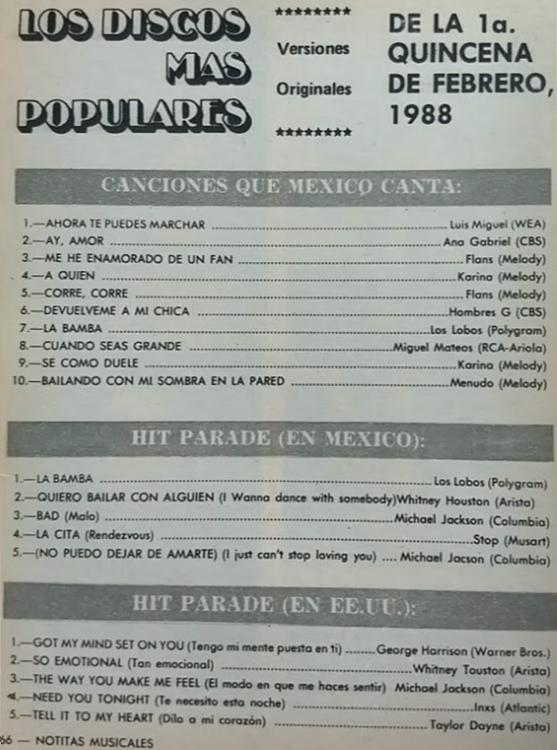 LOS DISCOS
MAS
POPULARES
********
Versiones
Originales
********
DE LA 1a.
QUINCENA
DE FEBRERO,
1988
CANCIONES QUE MEXICO CANTA:
1.—AHORA TE PUEDES MARCHAR ........ Luis Miguel (WEA)
2.—AY, AMOR ........ Ana Gabriel (CBS)
3.—ME HE ENAMORADO DE UN FAN ........ Flans (Melody)
4.—A QUIEN ........ Karina (Melody)
5.—CORRE, CORRE ........ Flans (Melody)
6.—DEVUELVEME A MI CHICA ........ Hombres G (CBS)
7.—LA BAMBA ........ Los Lobos (Polygram)
8.—CUANDO SEAS GRANDE ........ Miguel Mateos (RCA-Ariola)
9.—SE COMO DUELE ........ Karina (Melody)
10.—BAILANDO CON MI SOMBRA EN LA PARED ........ Menudo (Melody)
HIT PARADE (EN MEXICO):
1.—LA BAMBA ........ Los Lobos (Polygram)
2.—QUIERO BAILAR CON ALGUIEN (I Wanna dance with somebody)Whitney Houston (Arista)
3.—BAD (Malo) ........ Michael Jackson (Columbia)
4.—LA CITA (Rendezvous) ........ Stop (Musart)
5.—(NO PUEDO DEJAR DE AMARTE) (I just can't stop loving you) .... Michael Jacson (Columbia)
HIT PARADE (EN EE.UU.):
1.—GOT MY MIND SET ON YOU (Tengo mi mente puesta en ti) ........ George Harrison (Warner Bros.)
2.—SO EMOTIONAL (Tan emocional) ........ Whitney Touston (Arista)
3.—THE WAY YOU MAKE ME FEEL (El modo en que me haces sentir) Michael Jackson (Columbia)
4.—NEED YOU TONIGHT (Te necesito esta noche) ........ Inxs (Atlantic)
5.—TELL IT TO MY HEART (Dílo a mi corazón) ........ Taylor Dayne (Arista)
66 — NOTITAS MUSICALES